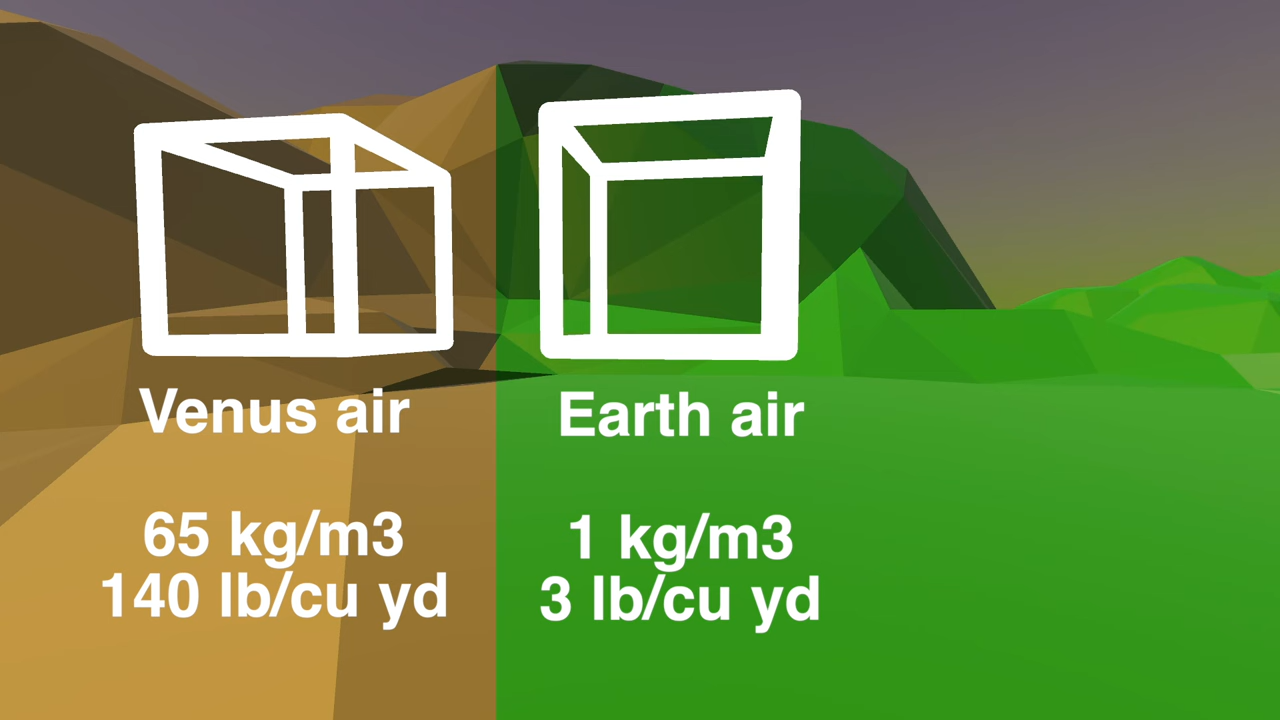 Venus air
65 kg/m3
140 lb/cu yd
Earth air
1 kg/m3
3 lb/cu yd